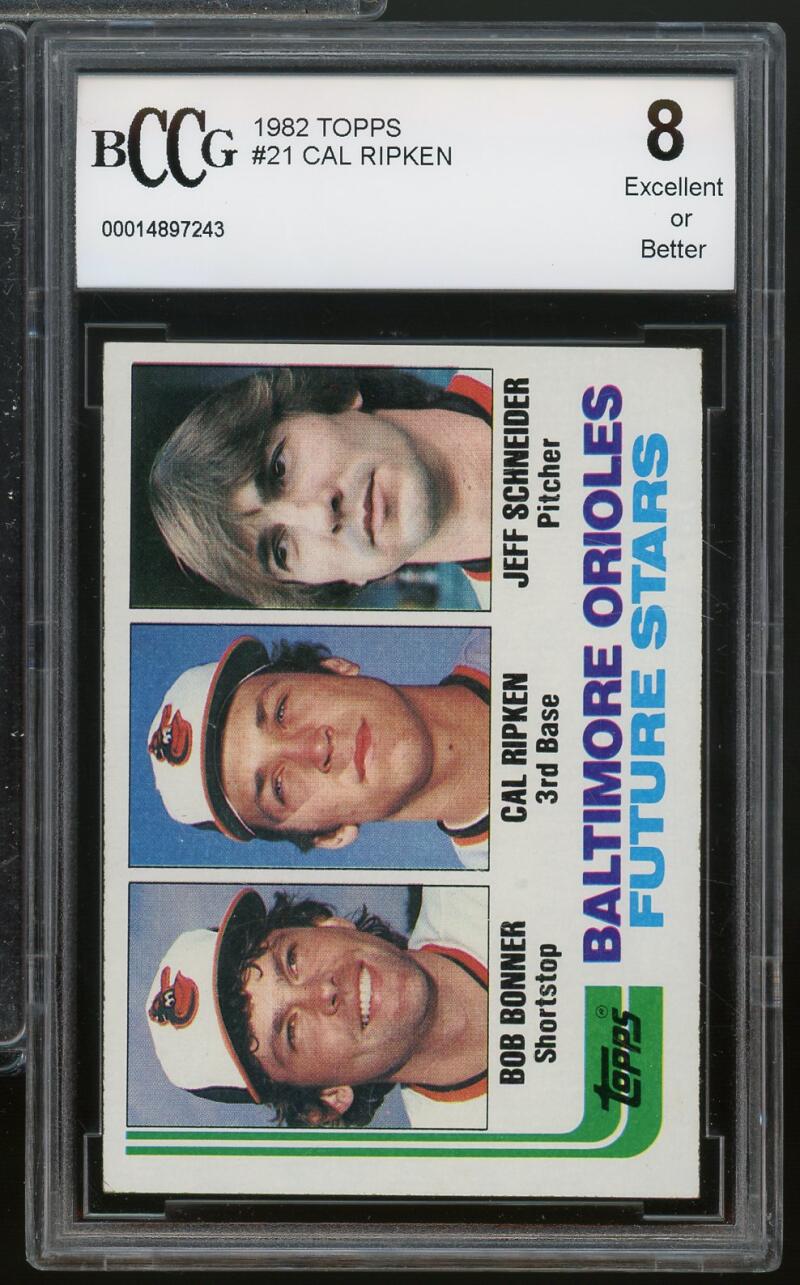 BCCG
1982 TOPPS
#21 CAL RIPKEN
00014897243
8
Excellent
or
Better
BOB BONNER
Shortstop
CAL RIPKEN
3rd Base
JEFF SCHNEIDER
Pitcher
topps®
BALTIMORE ORIOLES
FUTURE STARS